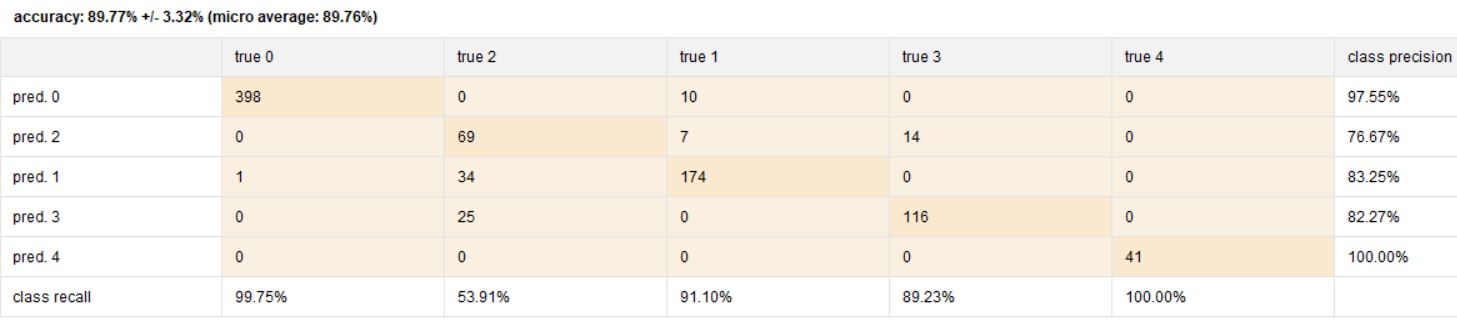 accuracy: 89.77% +/- 3.32% (micro average: 89.76%)
true 0 true 2 true 1 true 3 true 4 class precision
pred. 0 398 0 10 0 0 97.55%
pred. 2 0 69 7 14 0 76.67%
pred. 1 1 34 174 0 0 83.25%
pred. 3 0 25 0 116 0 82.27%
pred. 4 0 0 0 0 41 100.00%
class recall 99.75% 53.91% 91.10% 89.23% 100.00%